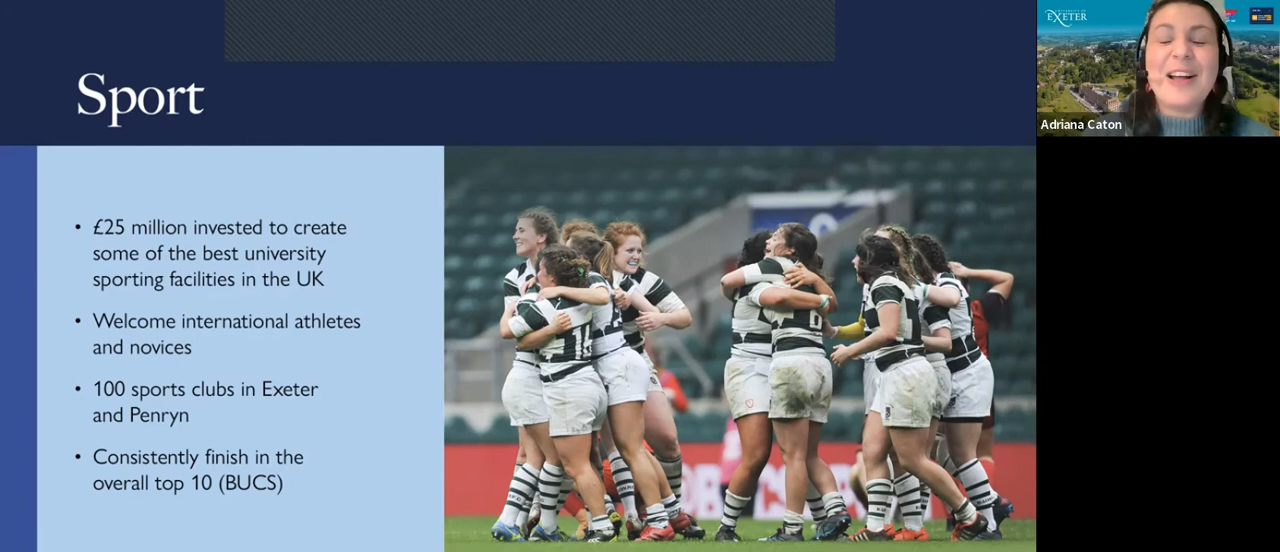 Sport
• £25 million invested to create
some of the best university
sporting facilities in the UK
• Welcome international athletes
and novices
• 100 sports clubs in Exeter
and Penryn
• Consistently finish in the
overall top 10 (BUCS)
UNIVERSITY OF
EXETER
Adriana Caton